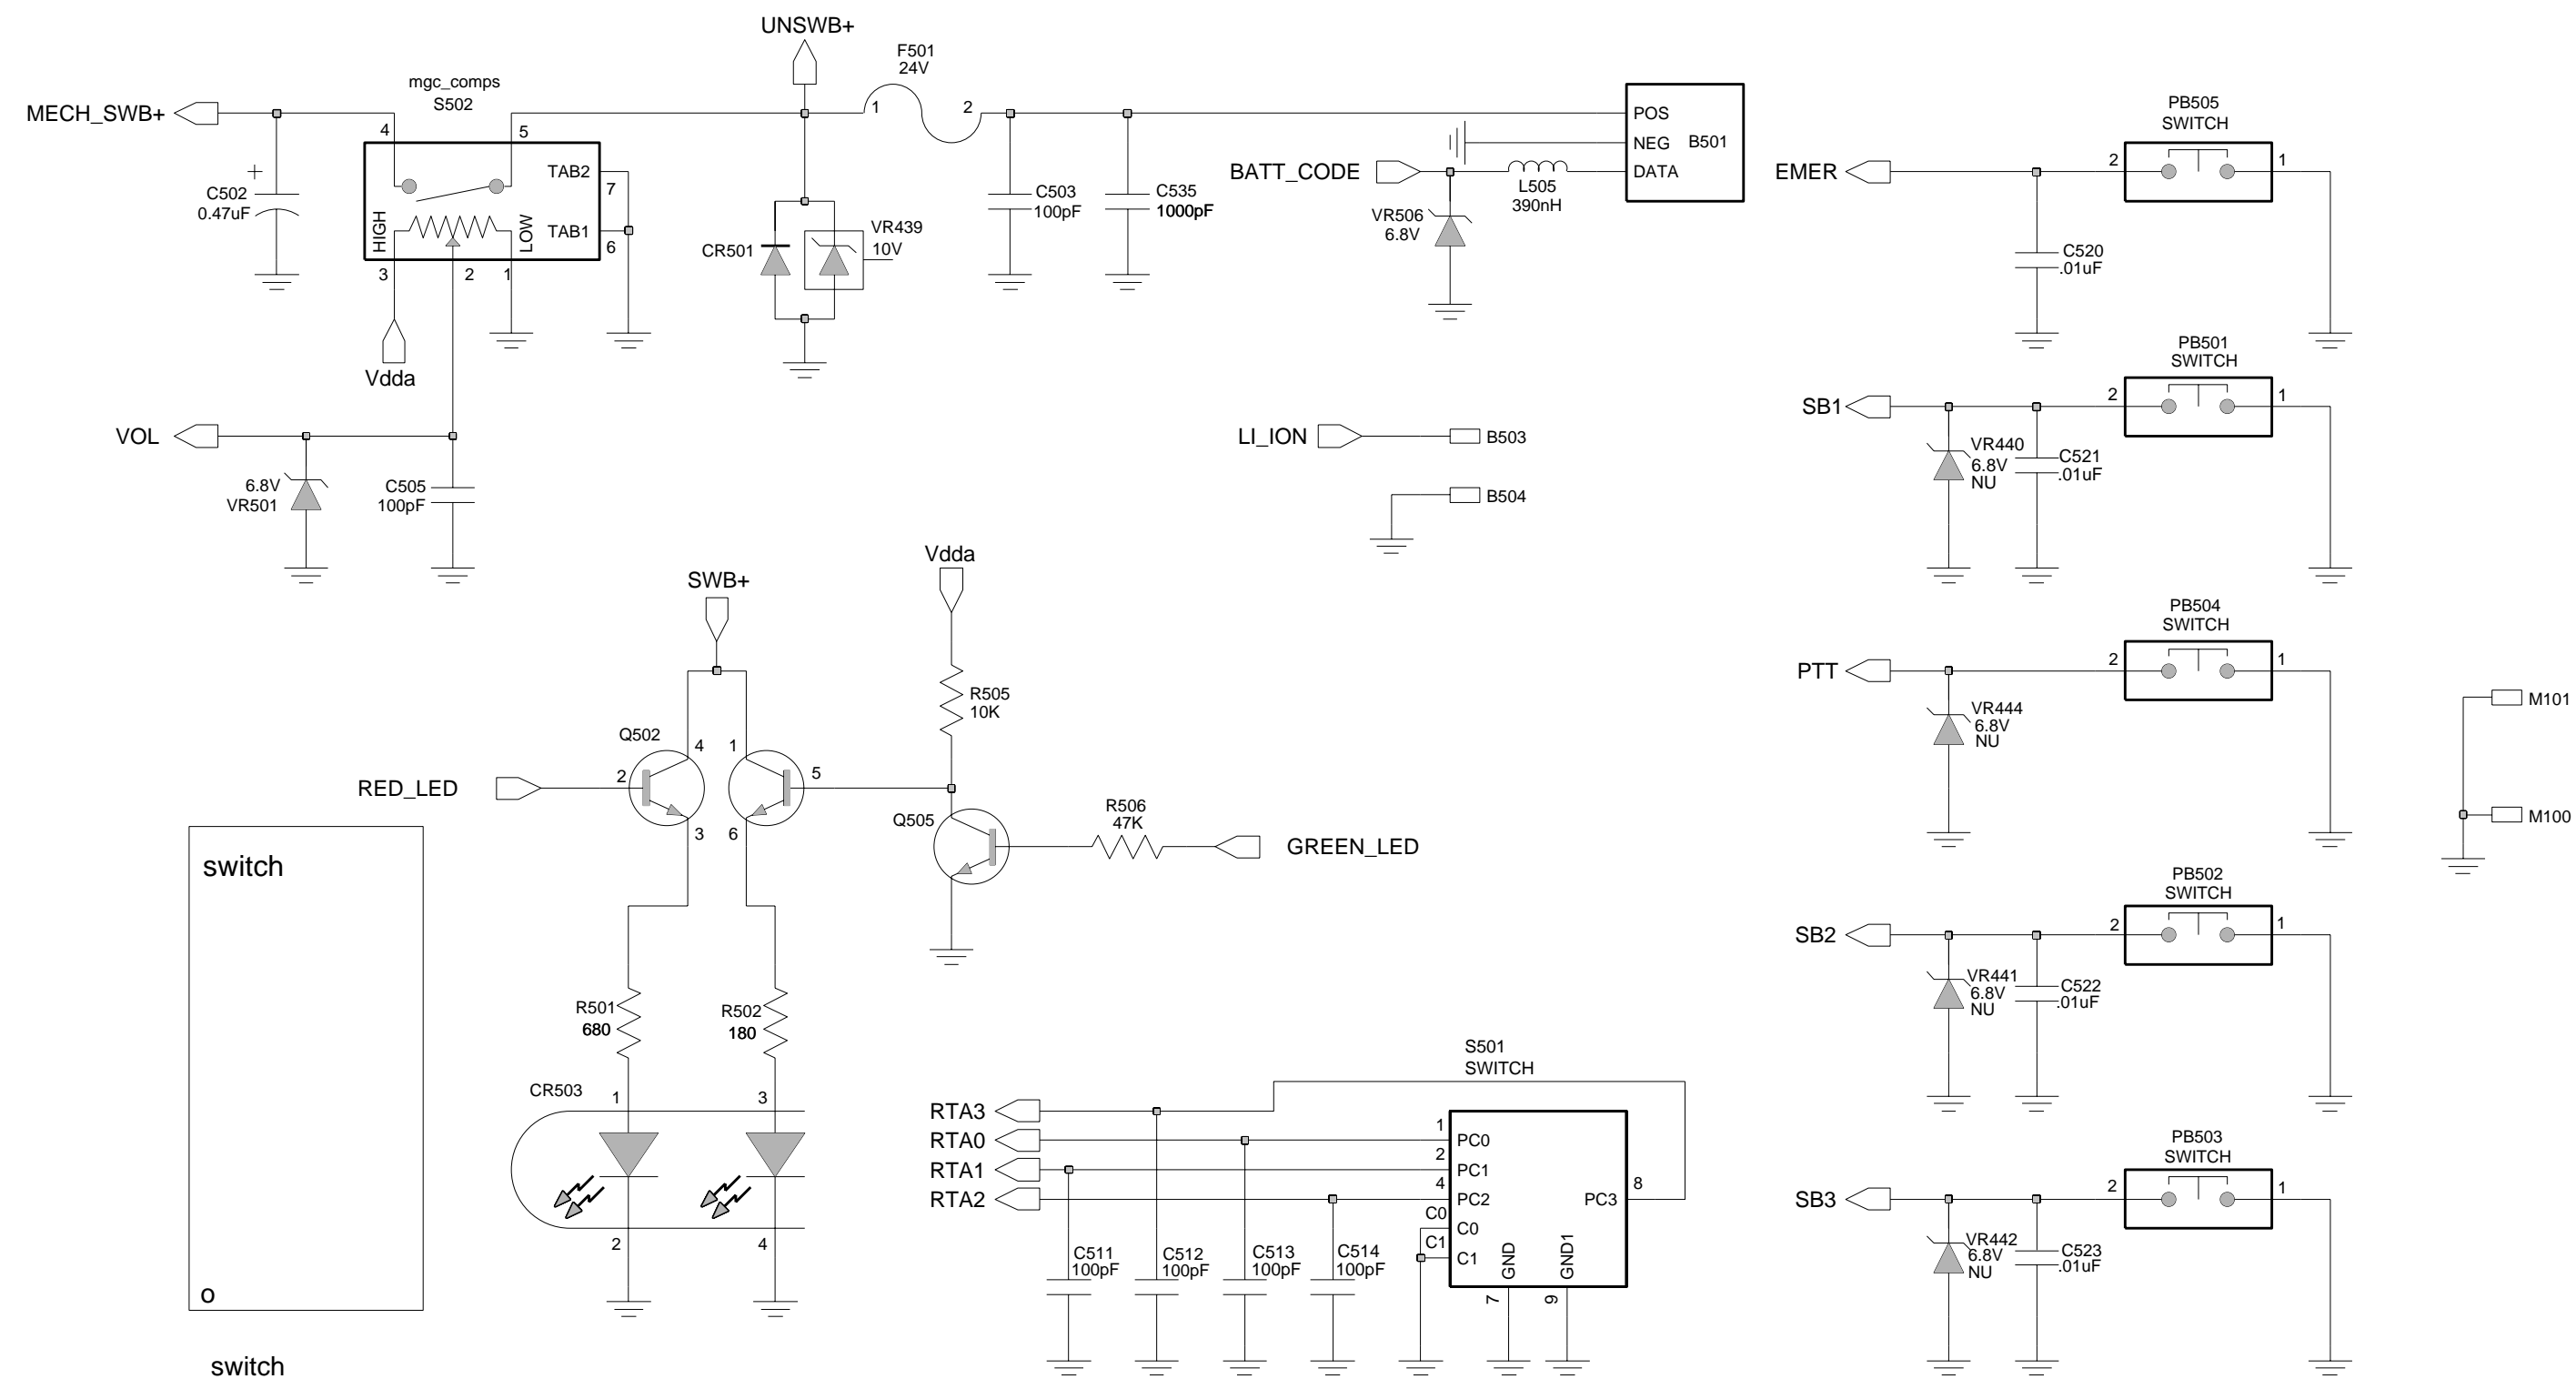 UNSWB+
F501
24V
mgc_comps
S502
MECH_SWB+
4
5
1
2
C502
0.47uF
+
HIGH
LOW
TAB2
7
TAB1
6
3
2
1
Vdda
CR501
VR439
10V
C503
100pF
C535
1000pF
POS
NEG
DATA
B501
BATT_CODE
L505
390nH
VR506
6.8V
PB505
SWITCH
EMER
2
1
C520
.01uF
PB501
SWITCH
SB1
2
1
VR440
6.8V
NU
C521
.01uF
VOL
6.8V
VR501
C505
100pF
LI_ION
B503
B504
SWB+
Vdda
R505
10K
Q502
4
1
2
5
3
6
RED_LED
Q505
R506
47K
GREEN_LED
PB504
SWITCH
PTT
2
1
VR444
6.8V
NU
M101
M100
switch
o
switch
R501
680
R502
180
CR503
1
3
2
4
PB502
SWITCH
SB2
2
1
VR441
6.8V
NU
C522
.01uF
S501
SWITCH
RTA3
RTA0
RTA1
RTA2
1
2
4
C0
C1
PC0
PC1
PC2
C0
C1
PC3
8
GND
GND1
7
9
C511
100pF
C512
100pF
C513
100pF
C514
100pF
PB503
SWITCH
SB3
2
1
VR442
6.8V
NU
C523
.01uF